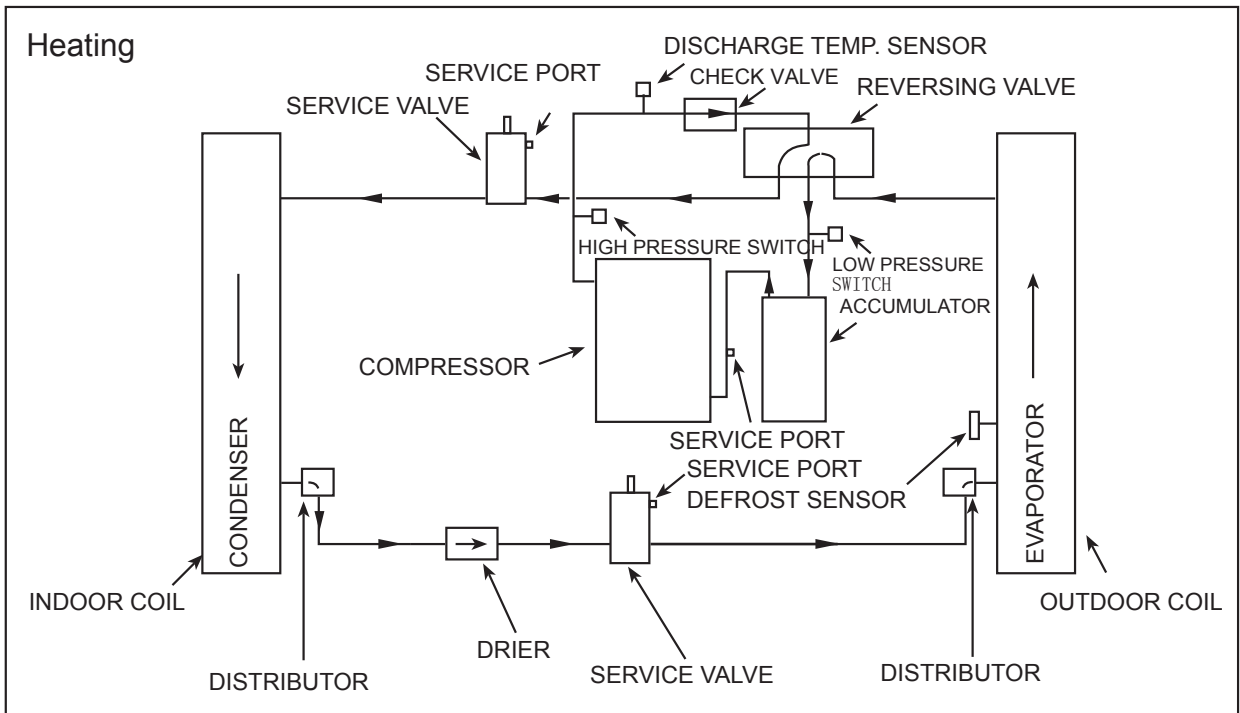 Heating
DISCHARGE TEMP. SENSOR
SERVICE PORT
CHECK VALVE
REVERSING VALVE
SERVICE VALVE
HIGH PRESSURE SWITCH
LOW PRESSURE
SWITCH
ACCUMULATOR
COMPRESSOR
CONDENSER
EVAPORATOR
SERVICE PORT
SERVICE PORT
DEFROST SENSOR
INDOOR COIL
OUTDOOR COIL
DRIER
SERVICE VALVE
DISTRIBUTOR
DISTRIBUTOR